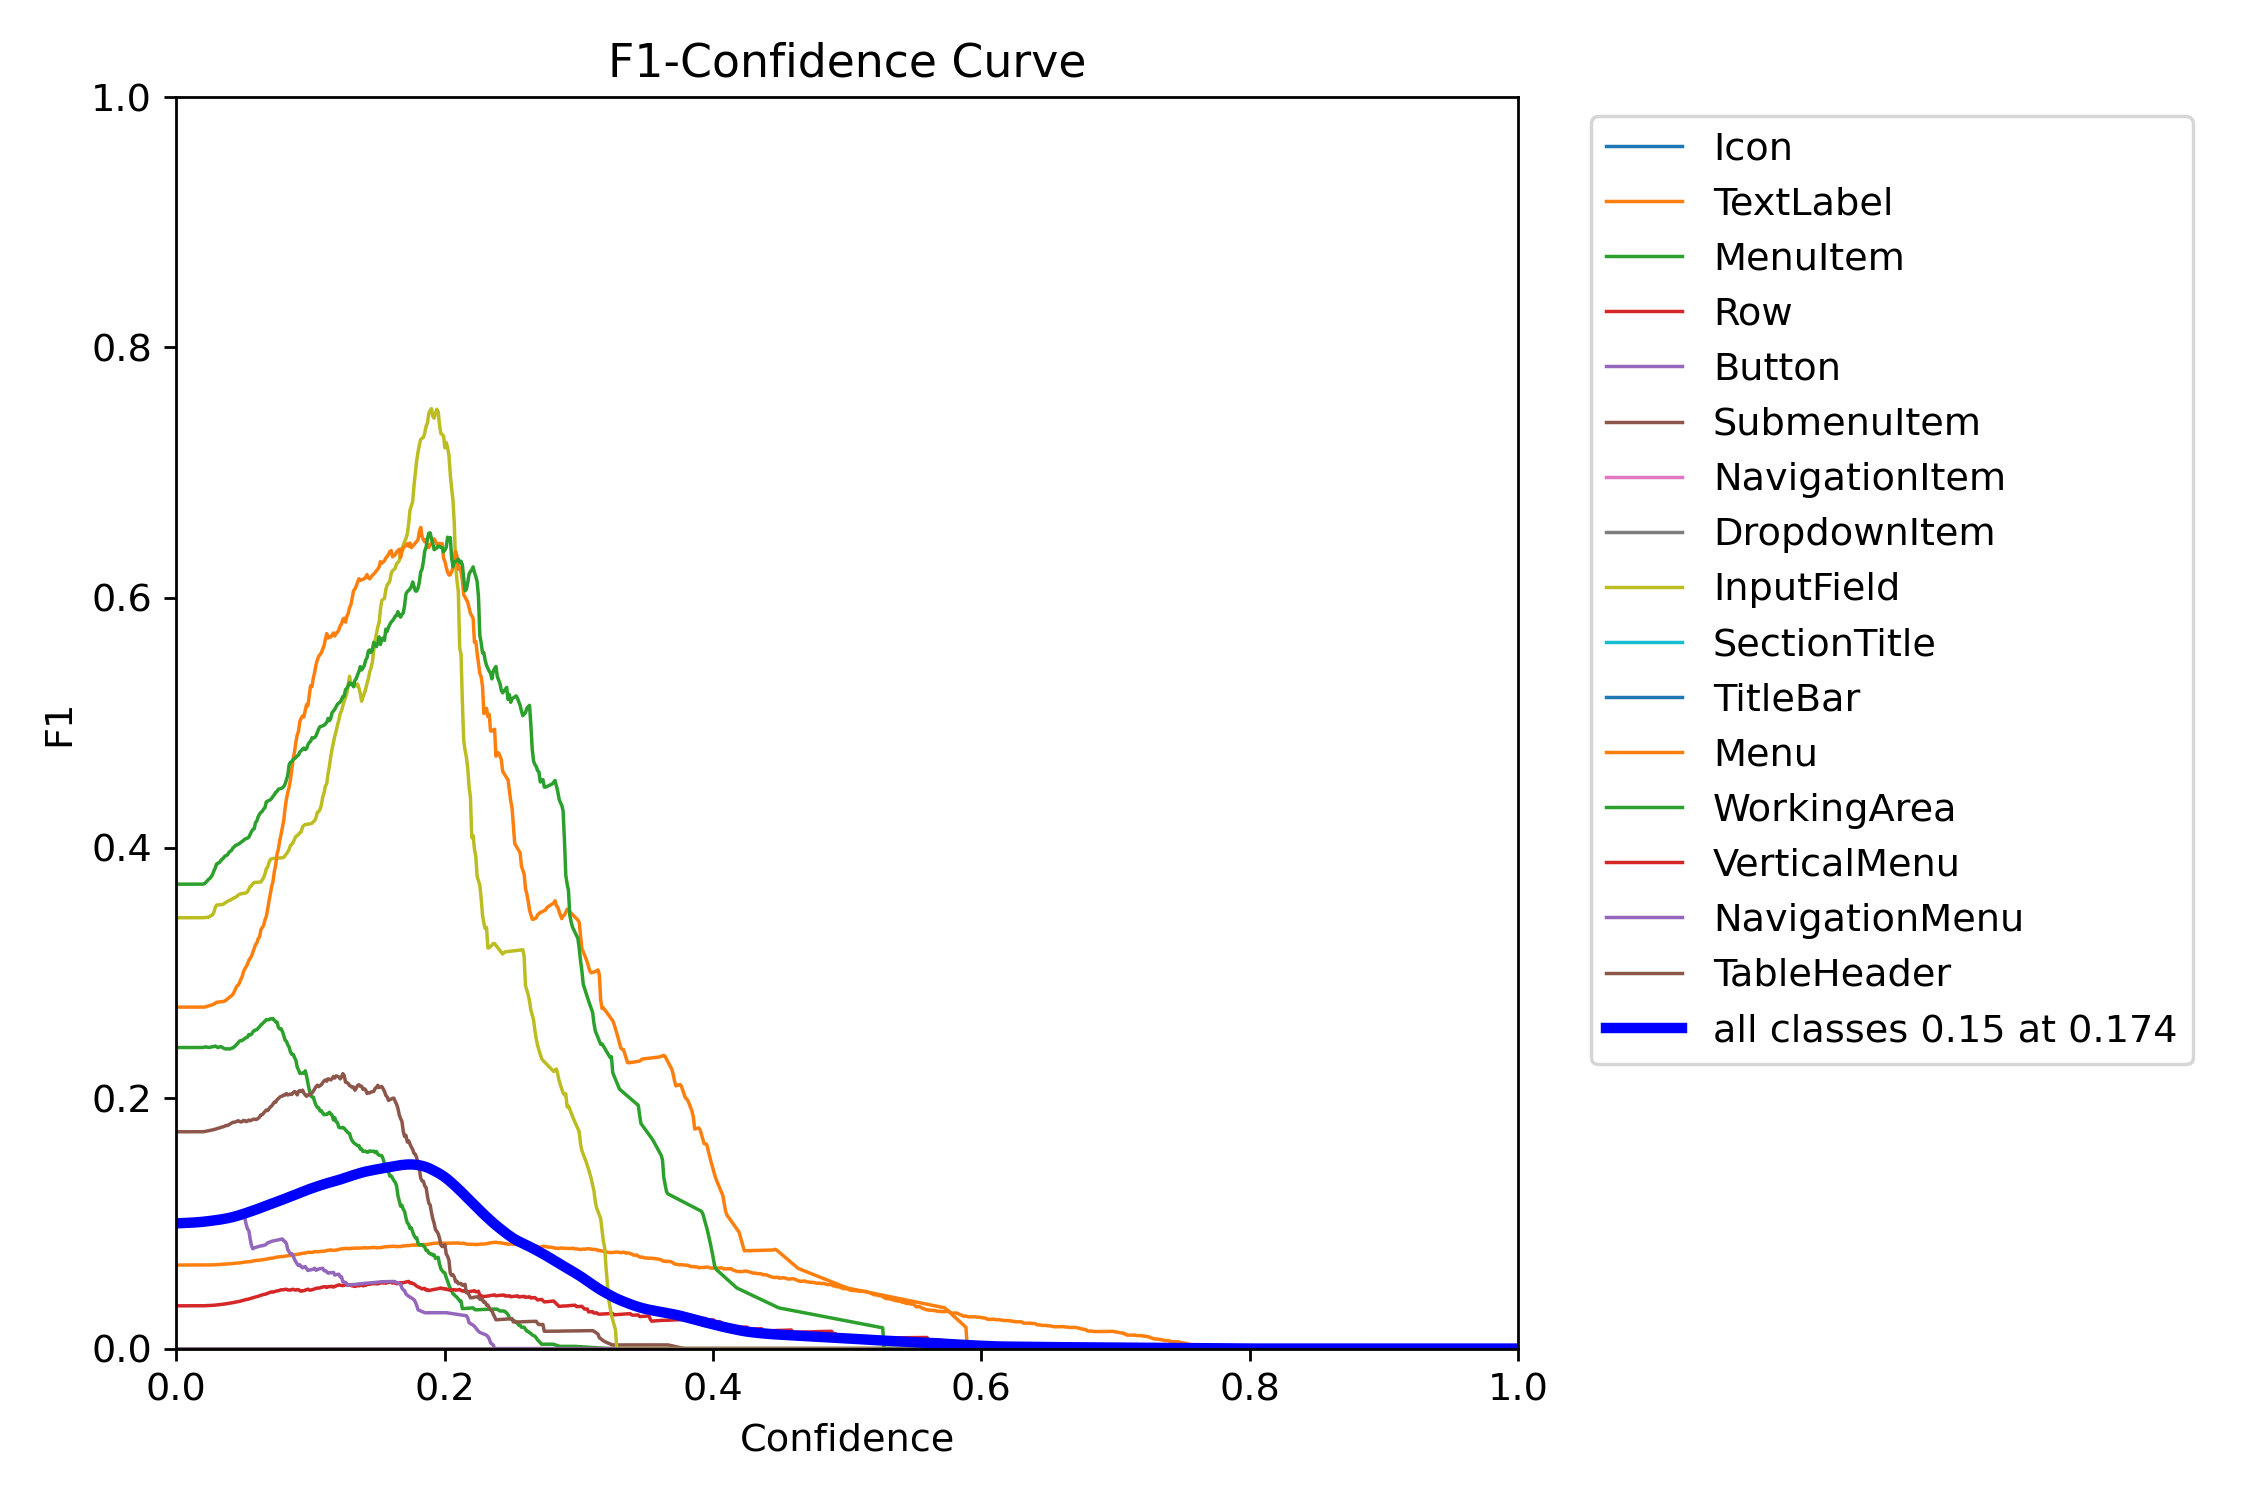 F1-Confidence Curve
1.0
0.8
0.6
0.4
0.2
0.0
F1
0.0 0.2 0.4 0.6 0.8 1.0
Confidence
Icon
TextLabel
MenuItem
Row
Button
SubmenuItem
NavigationItem
DropdownItem
InputField
SectionTitle
TitleBar
Menu
WorkingArea
VerticalMenu
NavigationMenu
TableHeader
all classes 0.15 at 0.174